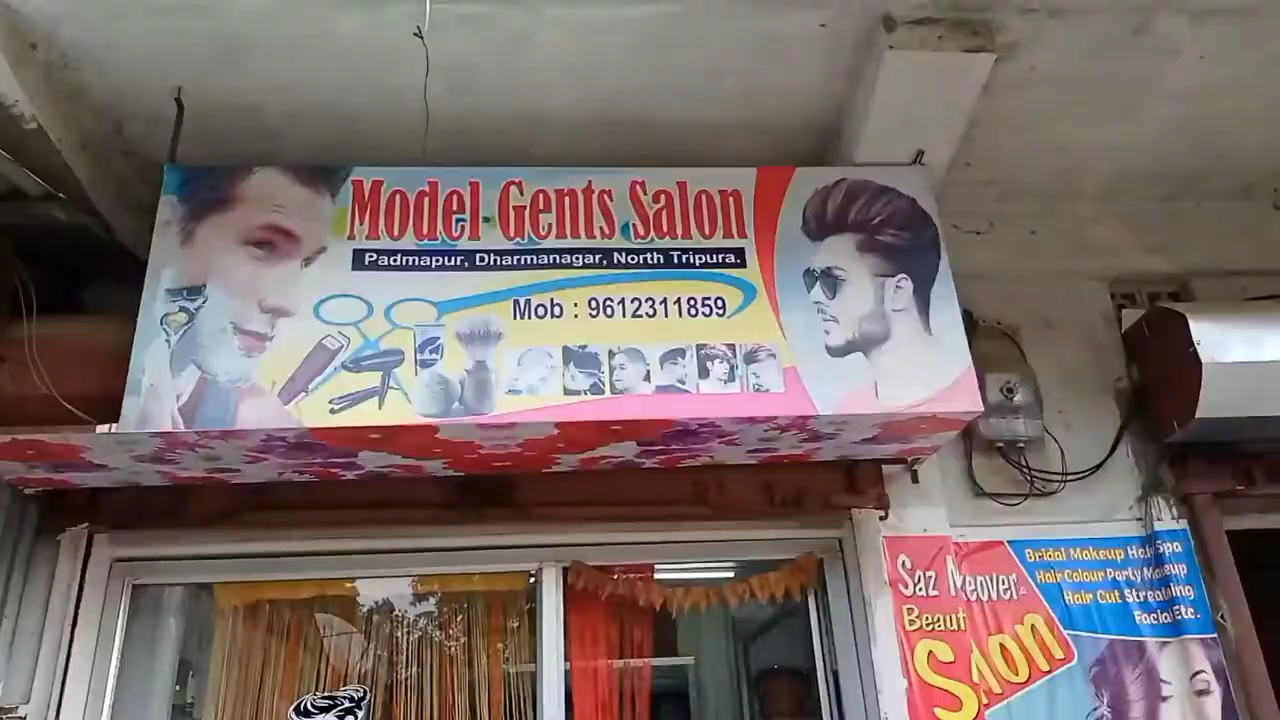 Model Gents Salon
Padmapur, Dharmanagar, North Tripura.
Mob : 9612311859
Saz
Beaut
Salon
Bridal Makeup Hair Spa
Hair Colour Party Makeup
Hair Cut
Facial Etc.